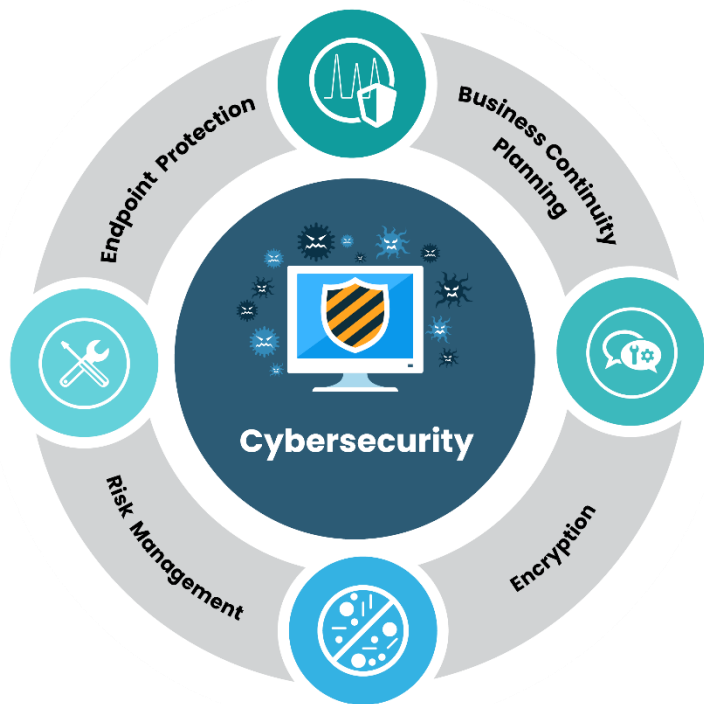 Endpoint Protection
Business Continuity
Planning
Cybersecurity
Risk Management
Encryption